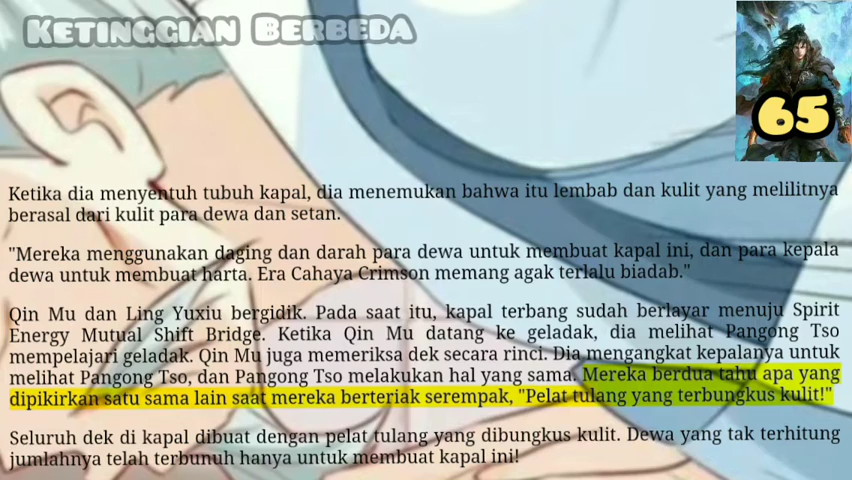 KETINGGIAN BERBEDA
65
Ketika dia menyentuh tubuh kapal, dia menemukan bahwa itu lembab dan kulit yang melilitnya
berasal dari kulit para dewa dan setan.
"Mereka menggunakan daging dan darah para dewa untuk membuat kapal ini, dan para kepala
dewa untuk membuat harta. Era Cahaya Crimson memang agak terlalu biadab."
Qin Mu dan Ling Yuxiu bergidik. Pada saat itu, kapal terbang sudah berlayar menuju Spirit
Energy Mutual Shift Bridge. Ketika Qin Mu datang ke geladak, dia melihat Pangong Tso
mempelajari geladak. Qin Mu juga memeriksa dek secara rinci. Dia mengangkat kepalanya untuk
melihat Pangong Tso, dan Pangong Tso melakukan hal yang sama. Mereka berdua tahu apa yang
dipikirkan satu sama lain saat mereka berteriak serempak, "Pelat tulang yang terbungkus kulit!"
Seluruh dek di kapal dibuat dengan pelat tulang yang dibungkus kulit. Dewa yang tak terhitung
jumlahnya telah terbunuh hanya untuk membuat kapal ini!